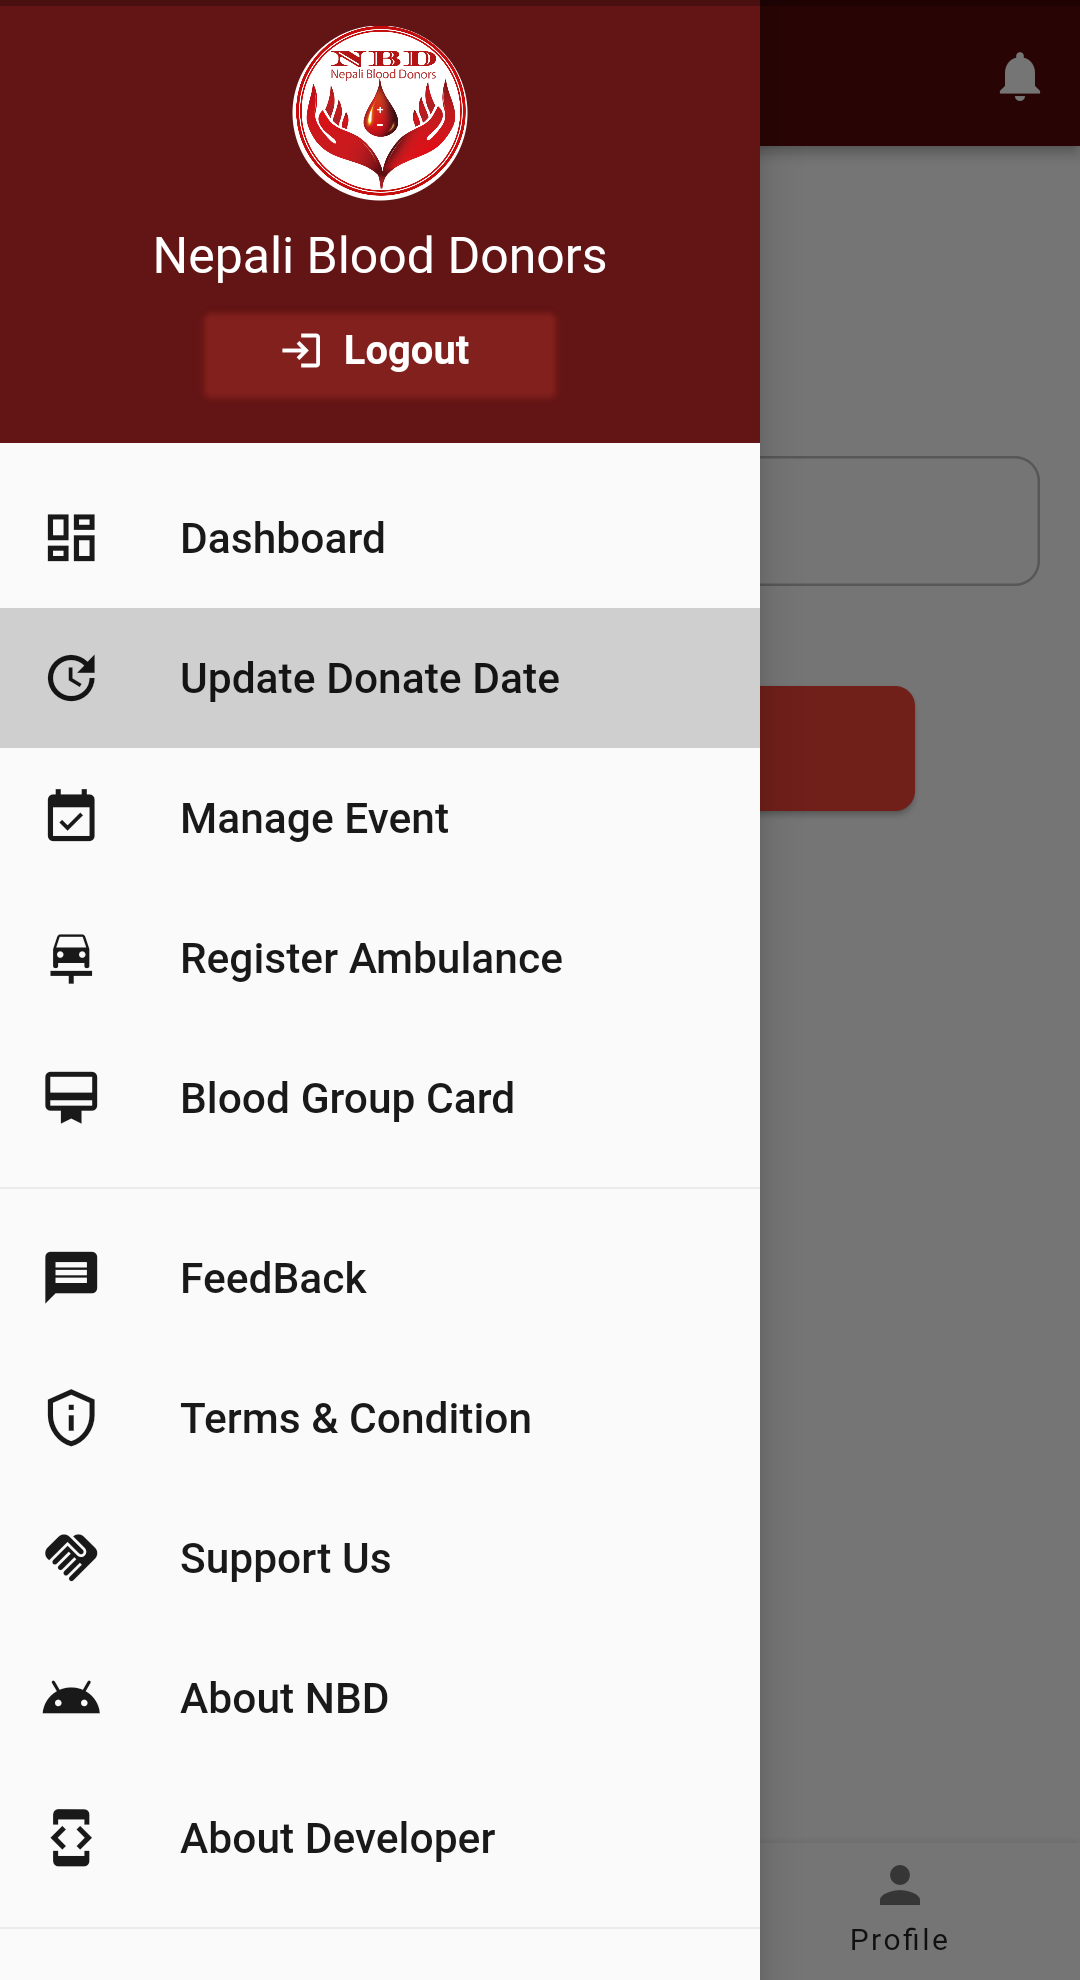 NBD
Nepali Blood Donors
Nepali Blood Donors
Logout
Dashboard
Update Donate Date
Manage Event
Register Ambulance
Blood Group Card
FeedBack
Terms & Condition
Support Us
About NBD
About Developer
Profile